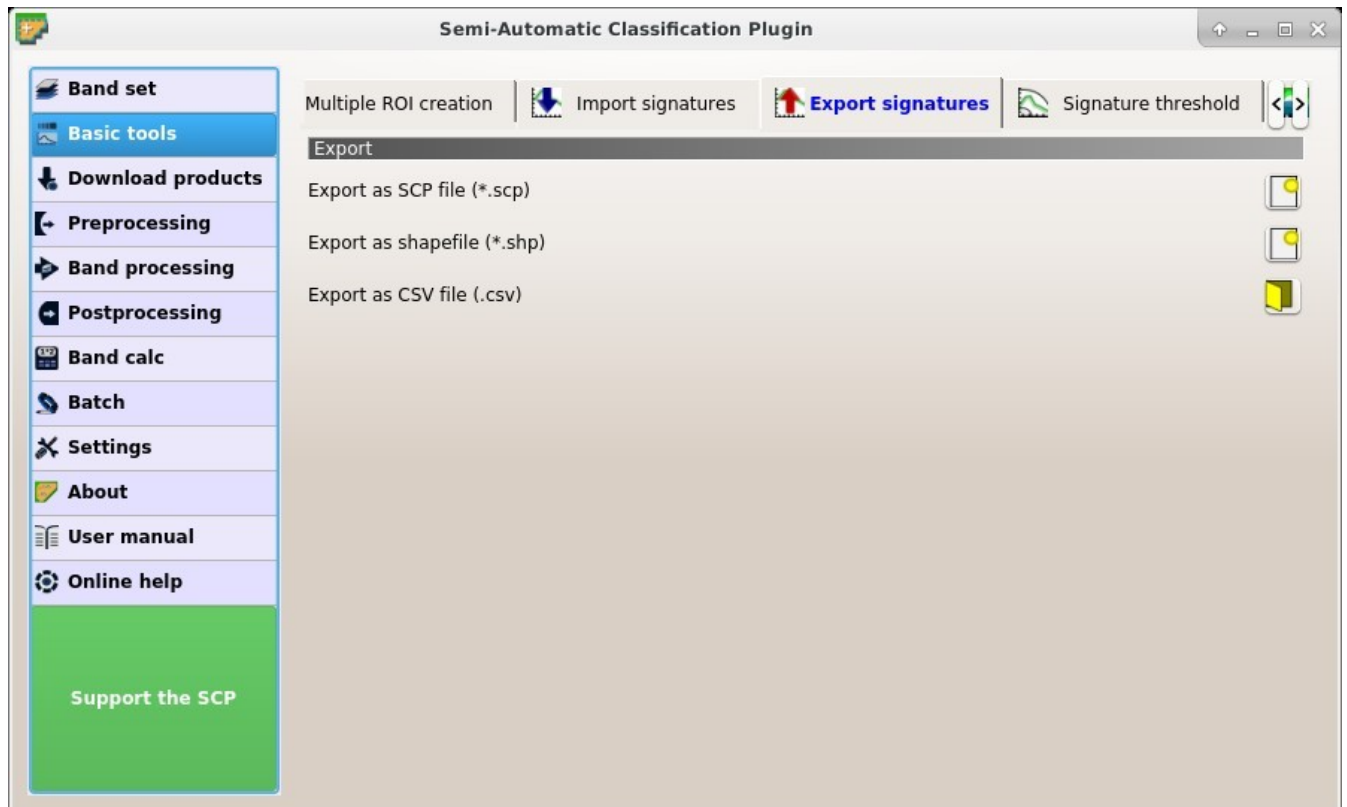 Semi-Automatic Classification Plugin
Band set
Basic tools
Download products
Preprocessing
Band processing
Postprocessing
Band calc
Batch
Settings
About
User manual
Online help
Support the SCP
Multiple ROI creation
Import signatures
Export signatures
Signature threshold
Export
Export as SCP file (*.scp)
Export as shapefile (*.shp)
Export as CSV file (.csv)